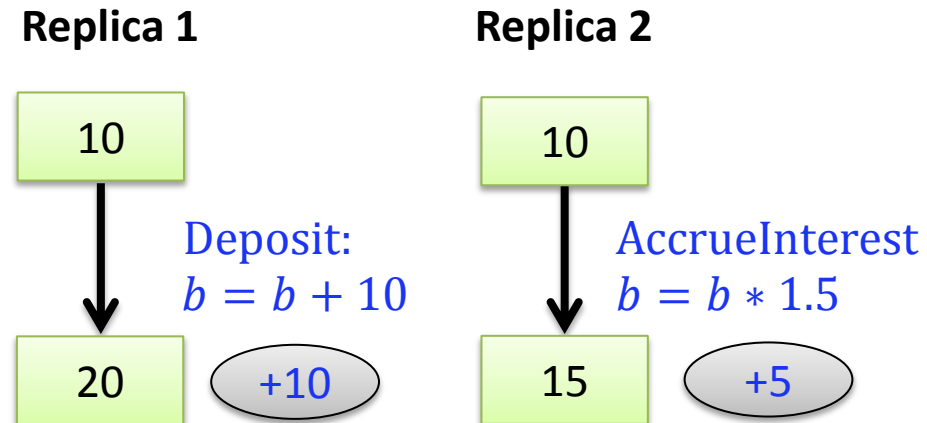 Replica 1
Replica 2
10
10
Deposit:
b = b + 10
AccrueInterest
b = b ∗ 1.5
20
+10
15
+5